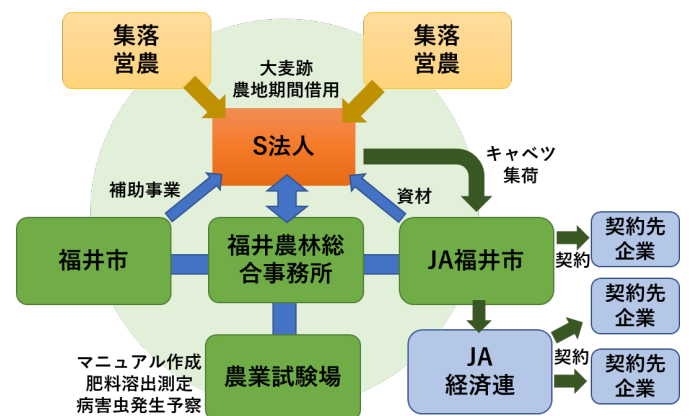 集落
営農
集落
営農
大麦跡
農地期間借用
S法人
キャベツ
集荷
補助事業
資材
福井市
福井農林総
合事務所
JA福井市
契約先
企業
契約
契約先
企業
マニュアル作成
肥料溶出測定
病害虫発生予察
農業試験場
JA
経済連
契約
契約先
企業